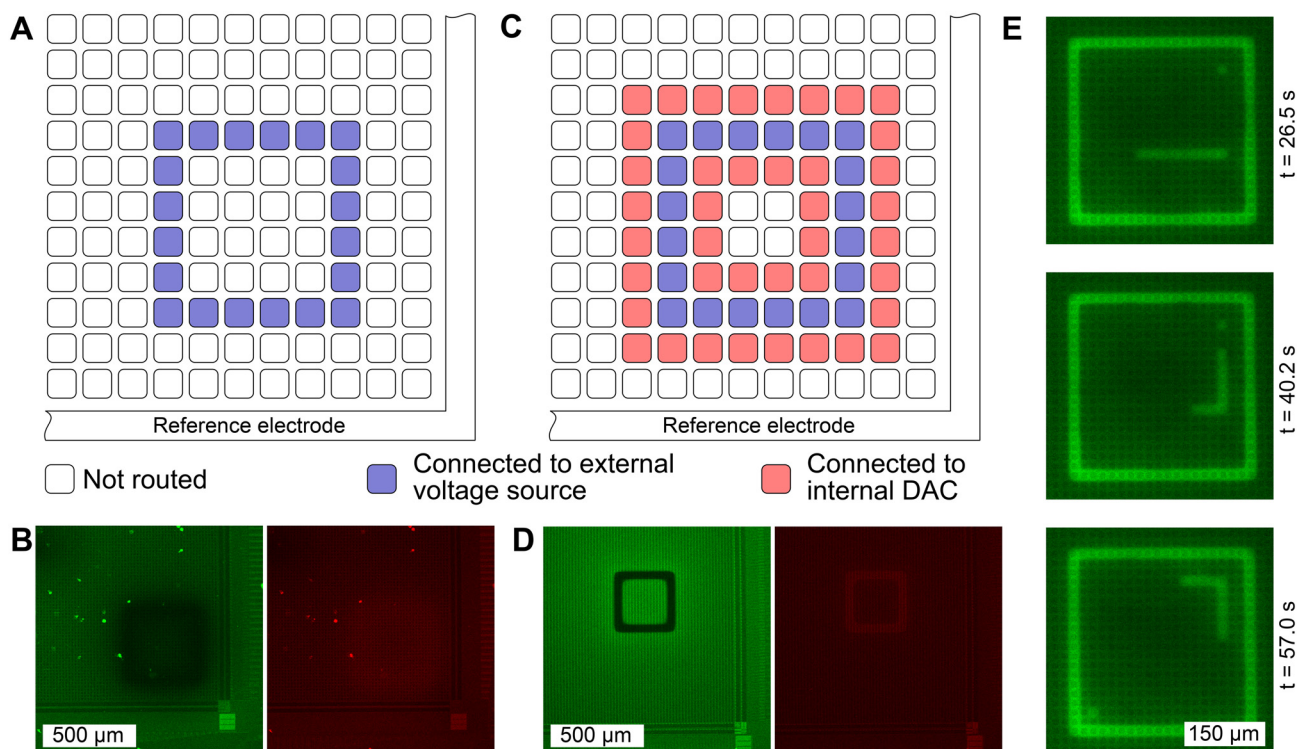 A
C
E
Reference electrode
Reference electrode
Not routed
Connected to external
voltage source
Connected to
internal DAC
B
500 µm
D
500 µm
t = 26.5 s
t = 40.2 s
t = 57.0 s
150 µm